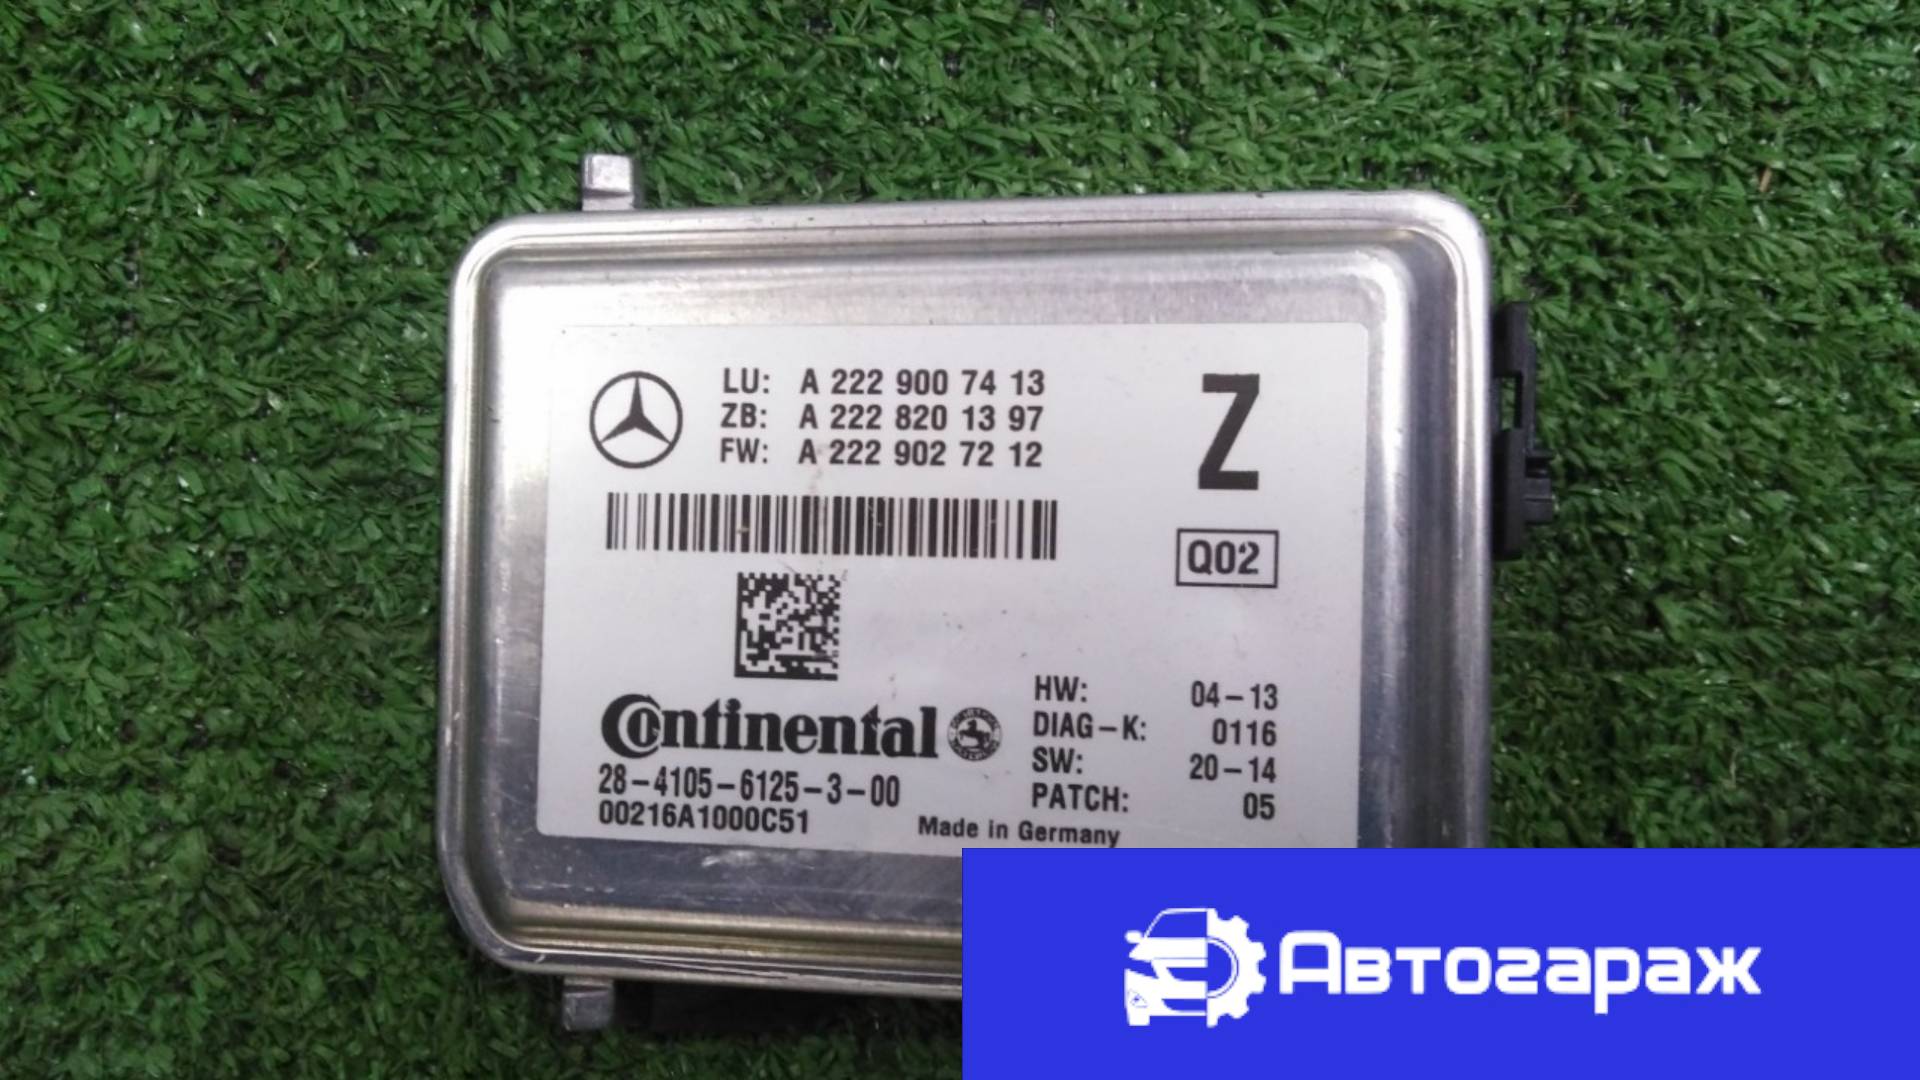 LU: A 222 900 74 13
ZB: A 222 820 13 97
FW: A 222 902 72 12
Z
Q02
Continental
28-4105-6125-3-00
00216A1000C51
HW: 04-13
DIAG-K: 0116
SW: 20-14
PATCH: 05
Made in Germany
Автогараж